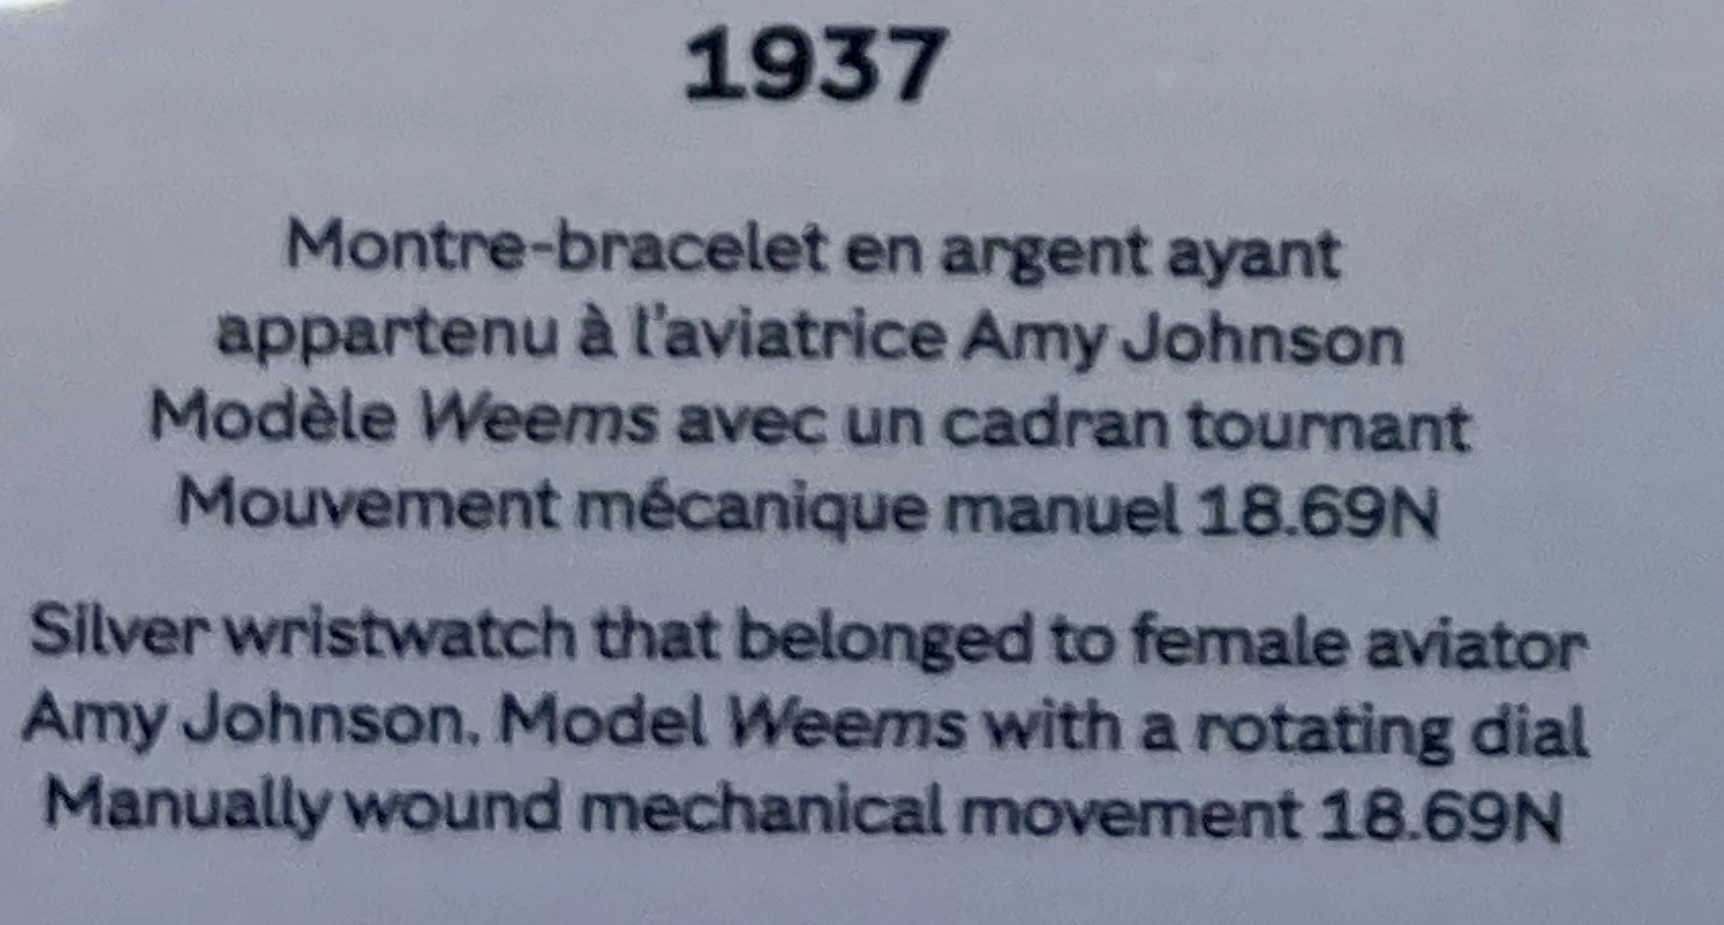 1937
Montre-bracelet en argent ayant
appartenu à l'aviatrice Amy Johnson
Modèle Weems avec un cadran tournant
Mouvement mécanique manuel 18.69N
Silver wristwatch that belonged to female aviator
Amy Johnson. Model Weems with a rotating dial
Manually wound mechanical movement 18.69N